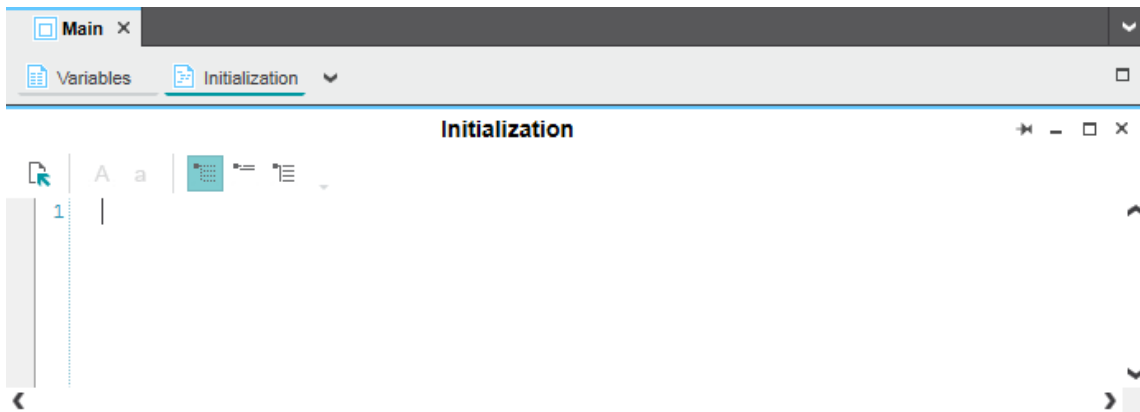 Main
Variables Initialization
Initialization
A a
1